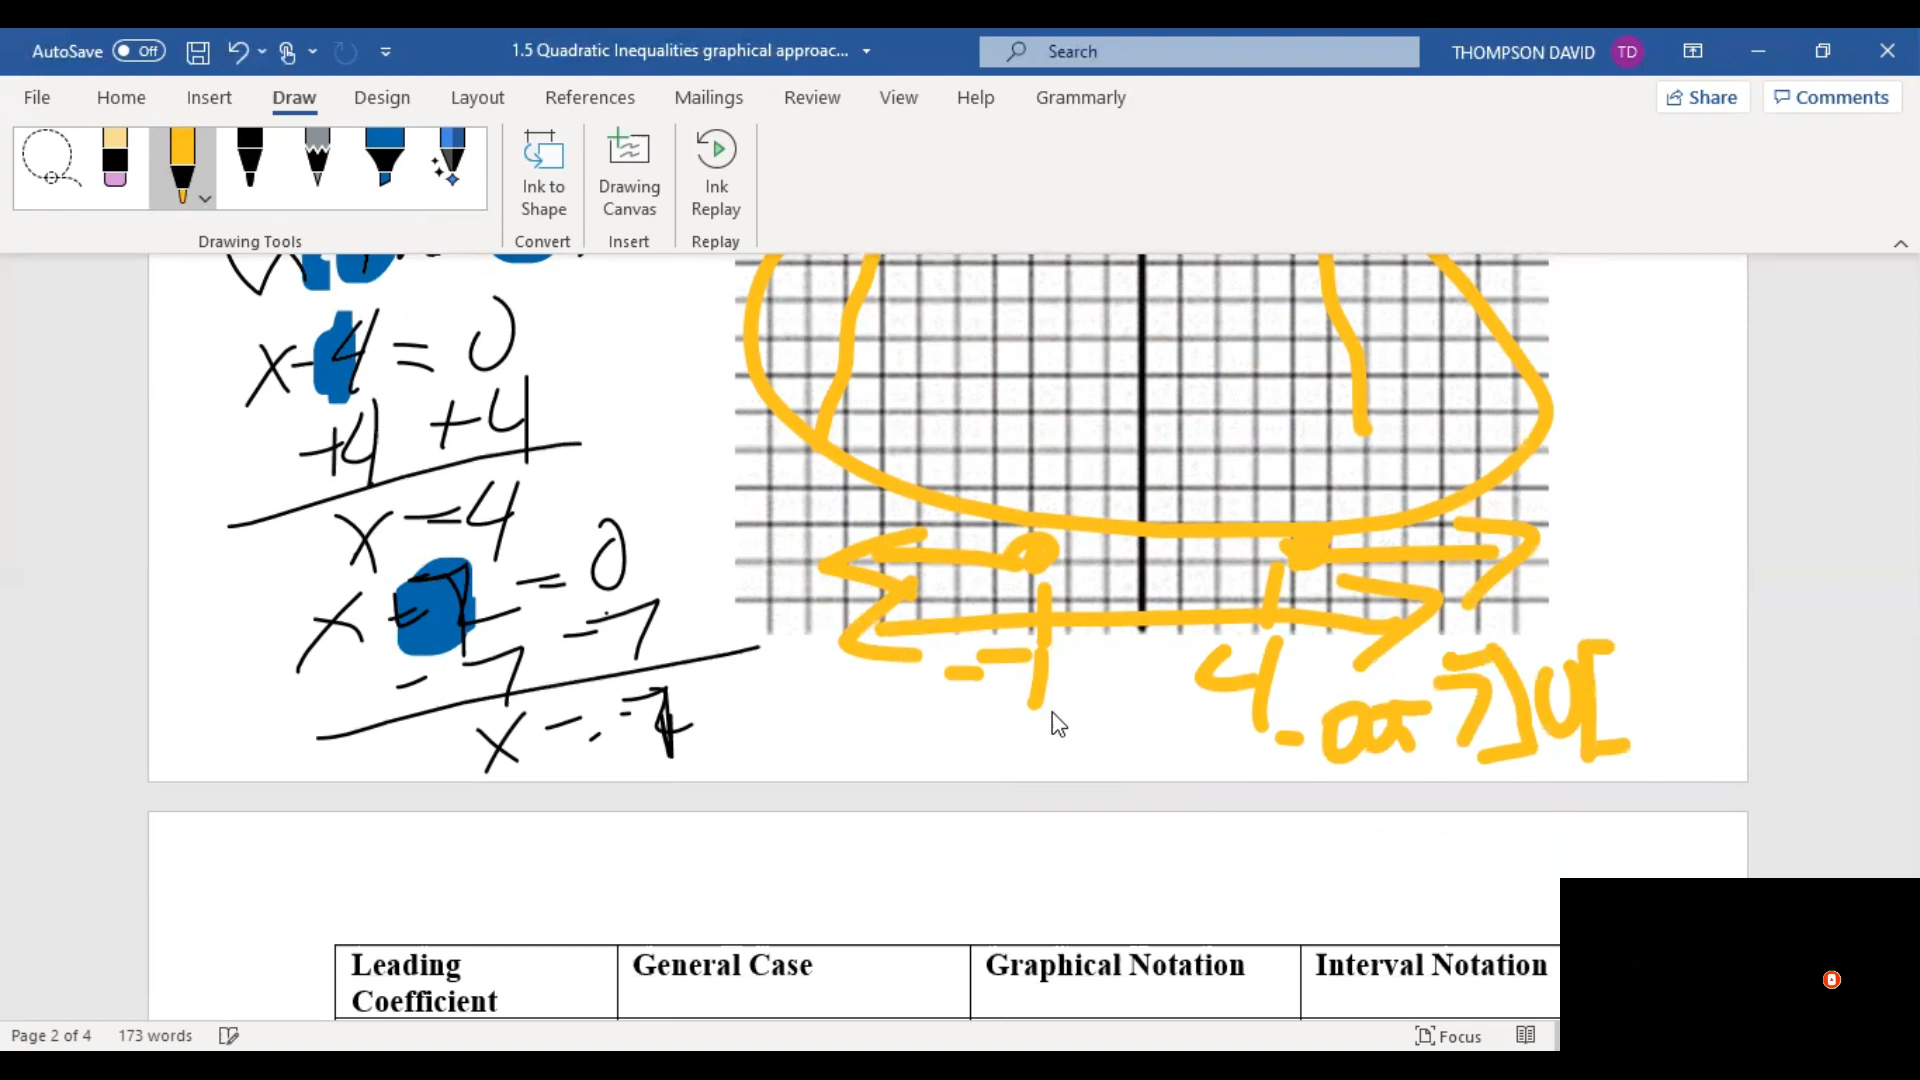 AutoSave Off 1.5 Quadratic Inequalities graphical approac... Search THOMPSON DAVID TD
File Home Insert Draw Design Layout References Mailings Review View Help Grammarly Share Comments
Ink to Shape
Drawing Canvas
Ink Replay
Drawing Tools Convert Insert Replay
x-4=0
+4 +4
x=4
= 0
-7 -7
x =
4
Leading Coefficient
General Case
Graphical Notation
Interval Notation
Page 2 of 4 173 words Focus